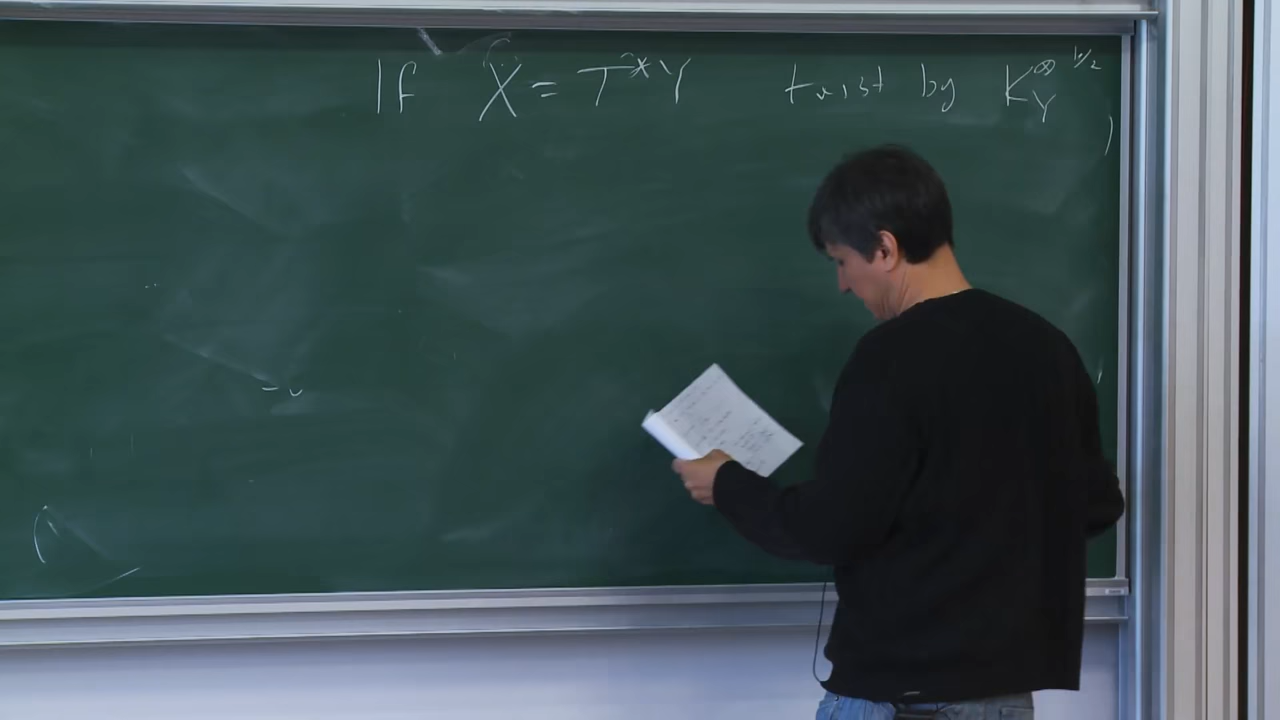 If X = T*Y twist by K_Y^{⊗ 1/2}
)